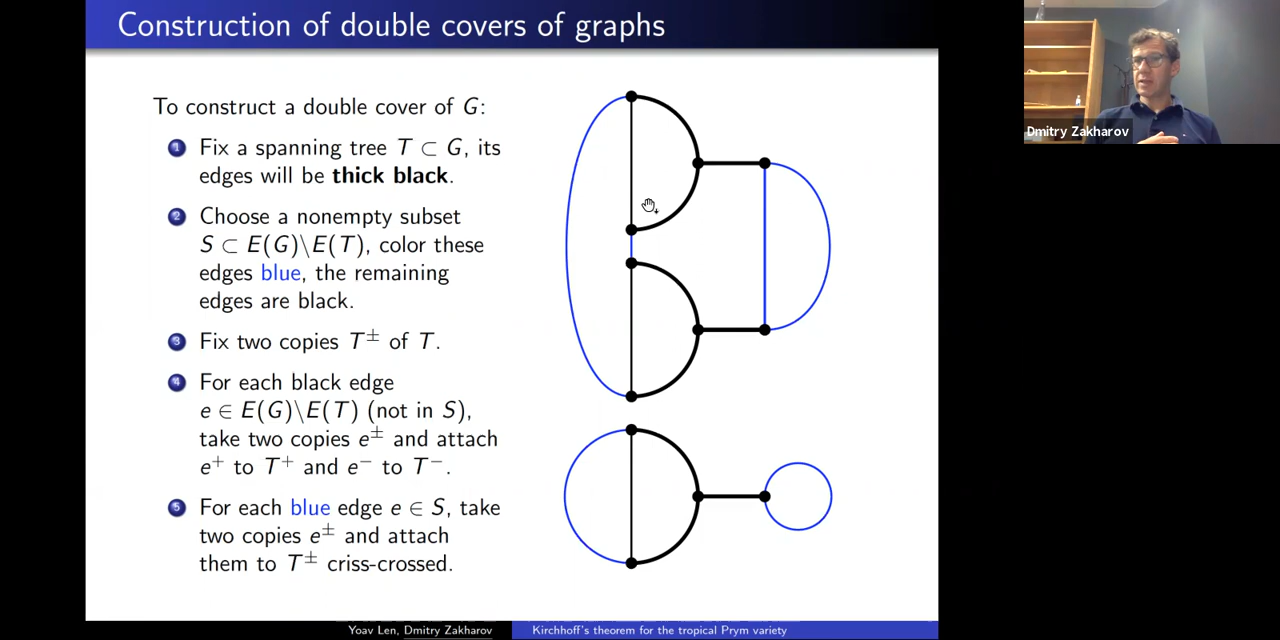 Construction of double covers of graphs
To construct a double cover of G:
1 Fix a spanning tree T ⊂ G, its
edges will be thick black.
2 Choose a nonempty subset
S ⊂ E(G)\E(T), color these
edges blue, the remaining
edges are black.
3 Fix two copies T± of T.
4 For each black edge
e ∈ E(G)\E(T) (not in S),
take two copies e± and attach
e+ to T+ and e− to T−.
5 For each blue edge e ∈ S, take
two copies e± and attach
them to T± criss-crossed.
Dmitry Zakharov
Yoav Len, Dmitry Zakharov
Kirchhoff's theorem for the tropical Prym variety